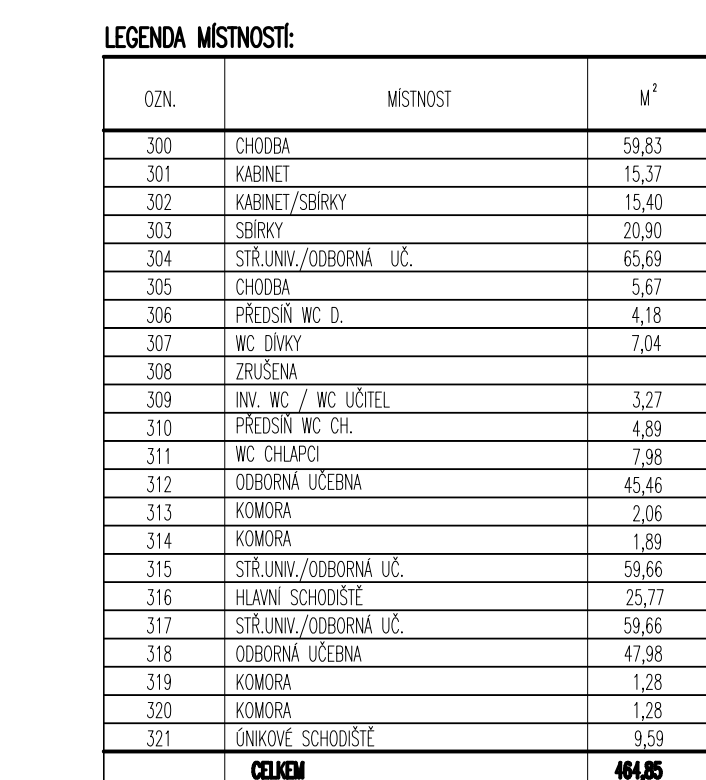 LEGENDA MÍSTNOSTÍ:
OZN. MÍSTNOST M²
300 CHODBA 59,83
301 KABINET 15,37
302 KABINET/SBÍRKY 15,40
303 SBÍRKY 20,90
304 STŘ.UNIV./ODBORNÁ UČ. 65,69
305 CHODBA 5,67
306 PŘEDSÍŇ WC D. 4,18
307 WC DÍVKY 7,04
308 ZRUŠENA
309 INV. WC / WC UČITEL 3,27
310 PŘEDSÍŇ WC CH. 4,89
311 WC CHLAPCI 7,98
312 ODBORNÁ UČEBNA 45,46
313 KOMORA 2,06
314 KOMORA 1,89
315 STŘ.UNIV./ODBORNÁ UČ. 59,66
316 HLAVNÍ SCHODIŠTĚ 25,77
317 STŘ.UNIV./ODBORNÁ UČ. 59,66
318 ODBORNÁ UČEBNA 47,98
319 KOMORA 1,28
320 KOMORA 1,28
321 ÚNIKOVÉ SCHODIŠTĚ 9,59
CELKEM 464,85